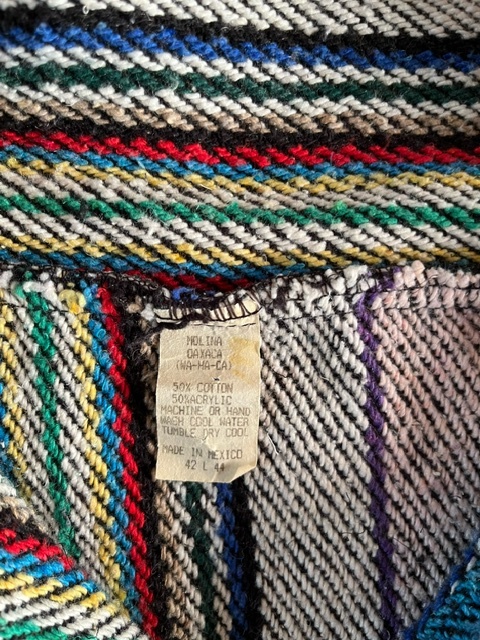 MOLINA
OAXACA
(WA-HA-CA)
50% COTTON
50%ACRYLIC
MACHINE OR HAND
WASH COOL WATER
TUMBLE DRY COOL
MADE IN MEXICO
42 L 44